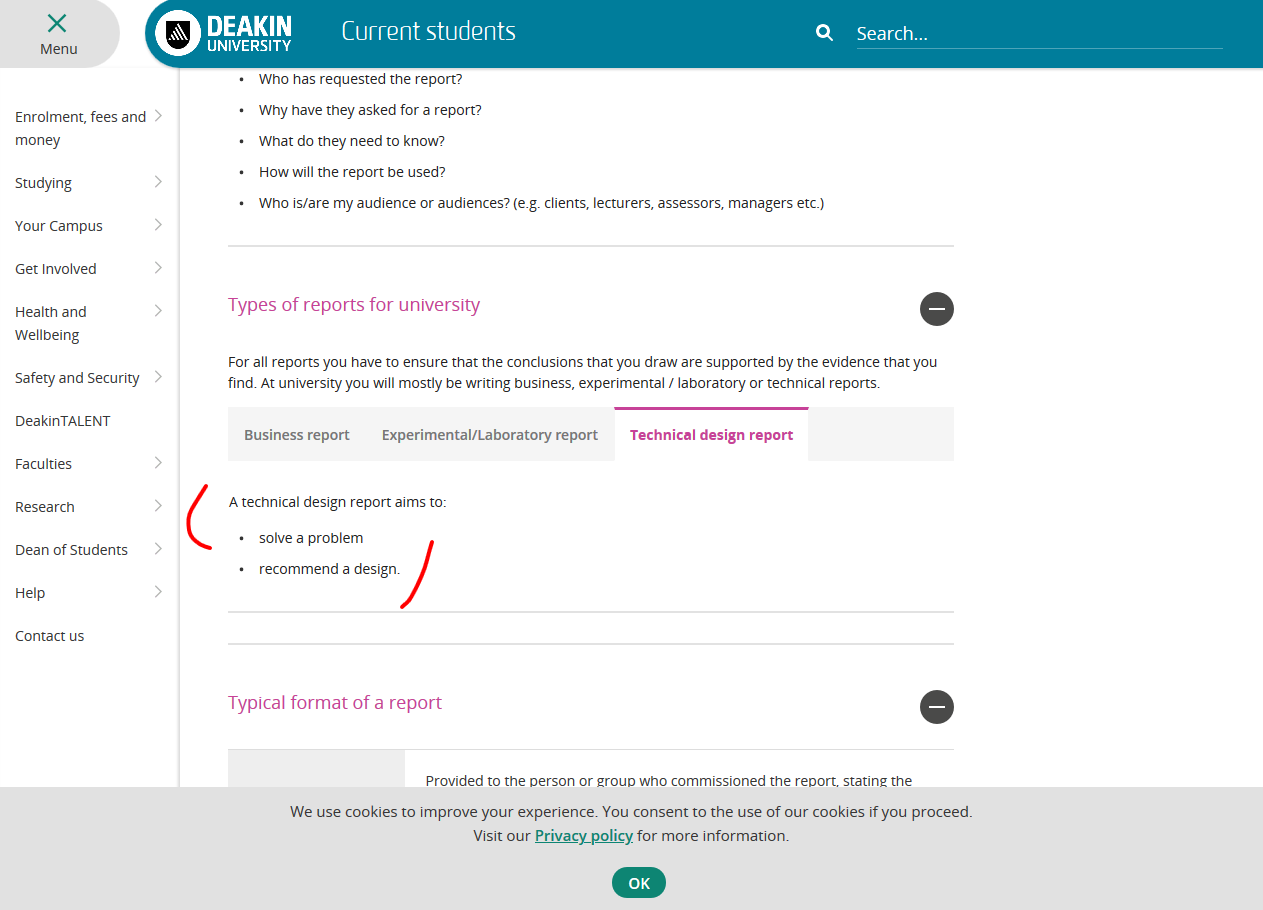 Menu
DEAKIN
UNIVERSITY
Current students
Search...
Enrolment, fees and
money
Studying
Your Campus
Get Involved
Health and
Wellbeing
Safety and Security
DeakinTALENT
Faculties
Research
Dean of Students
Help
Contact us
• Who has requested the report?
• Why have they asked for a report?
• What do they need to know?
• How will the report be used?
• Who is/are my audience or audiences? (e.g. clients, lecturers, assessors, managers etc.)
Types of reports for university
For all reports you have to ensure that the conclusions that you draw are supported by the evidence that you
find. At university you will mostly be writing business, experimental / laboratory or technical reports.
Business report Experimental/Laboratory report Technical design report
A technical design report aims to:
• solve a problem
• recommend a design.
Typical format of a report
Provided to the person or group who commissioned the report, stating the
We use cookies to improve your experience. You consent to the use of our cookies if you proceed.
Visit our Privacy policy for more information.
OK